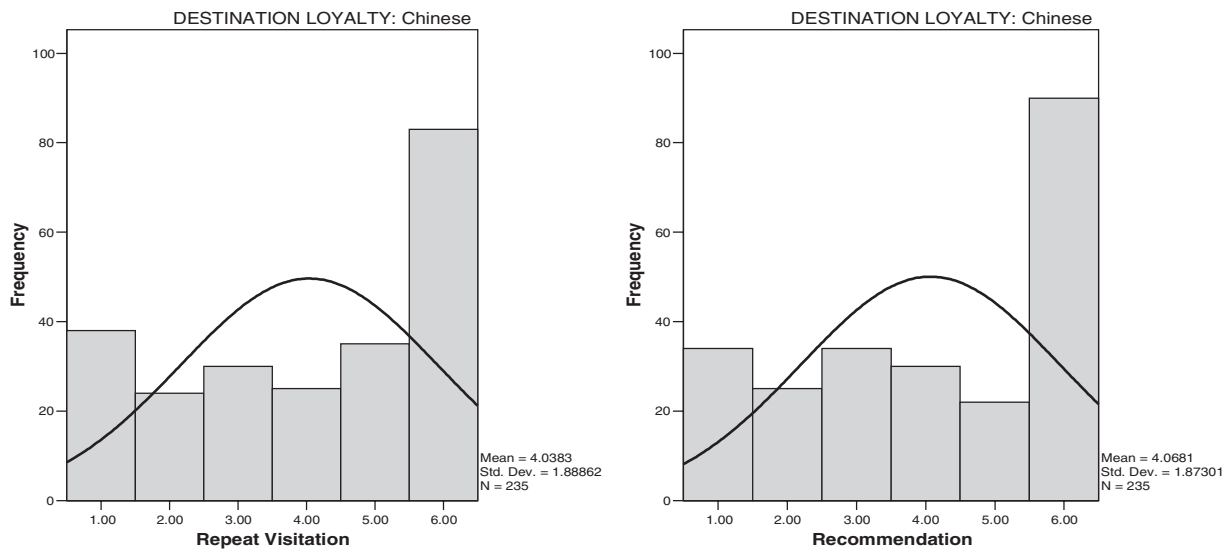 DESTINATION LOYALTY: Chinese
100
80
60
40
20
0
Frequency
1.00 2.00 3.00 4.00 5.00 6.00
Repeat Visitation
Mean = 4.0383
Std. Dev. = 1.88862
N = 235
DESTINATION LOYALTY: Chinese
100
80
60
40
20
0
Frequency
1.00 2.00 3.00 4.00 5.00 6.00
Recommendation
Mean = 4.0681
Std. Dev. = 1.87301
N = 235